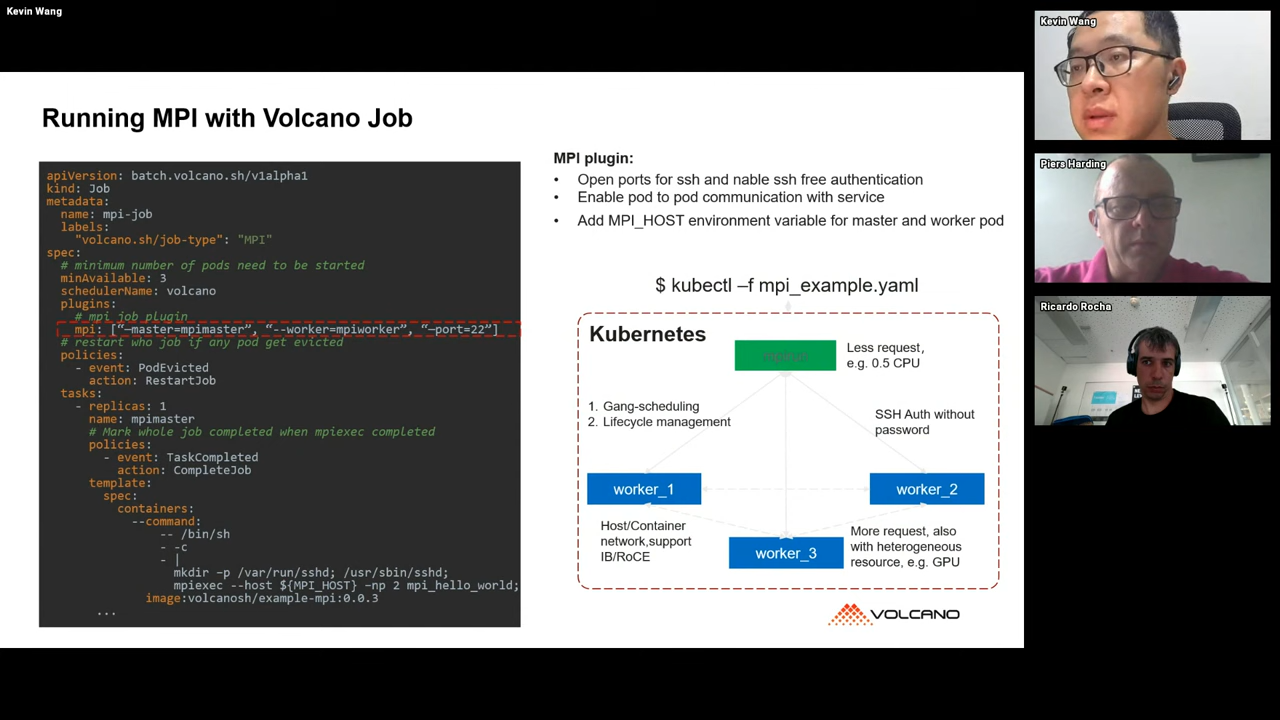 Kevin Wang
Running MPI with Volcano Job
apiVersion: batch.volcano.sh/v1alpha1
kind: Job
metadata:
name: mpi-job
labels:
"volcano.sh/job-type": "MPI"
spec:
# minimum number of pods need to be started
minAvailable: 3
schedulerName: volcano
plugins:
# mpi job plugin
mpi: [“—master=mpimaster”, “--worker=mpiworker”, “—port=22”]
# restart who job if any pod get evicted
policies:
- event: PodEvicted
action: RestartJob
tasks:
- replicas: 1
name: mpimaster
# Mark whole job completed when mpiexec completed
policies:
- event: TaskCompleted
action: CompleteJob
template:
spec:
containers:
--command:
-- /bin/sh
- -c
- |
mkdir –p /var/run/sshd; /usr/sbin/sshd;
mpiexec --host ${MPI_HOST} –np 2 mpi_hello_world;
image:volcanosh/example-mpi:0.0.3
...
MPI plugin:
• Open ports for ssh and nable ssh free authentication
• Enable pod to pod communication with service
• Add MPI_HOST environment variable for master and worker pod
$ kubectl –f mpi_example.yaml
Kubernetes
Less request,
e.g. 0.5 CPU
1. Gang-scheduling
2. Lifecycle management
SSH Auth without
password
worker_1
worker_2
Host/Container
network,support
IB/RoCE
worker_3
More request, also
with heterogeneous
resource, e.g. GPU
VOLCANO
Kevin Wang
Piers Harding
Ricardo Rocha